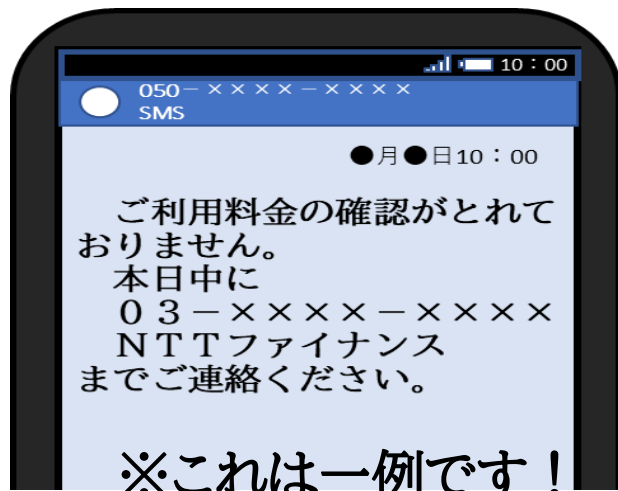 10：00
050－××××－××××
SMS
●月●日10：00
ご利用料金の確認がとれて
おりません。
本日中に
０３－××××－××××
ＮＴＴファイナンス
までご連絡ください。
※これは一例です！